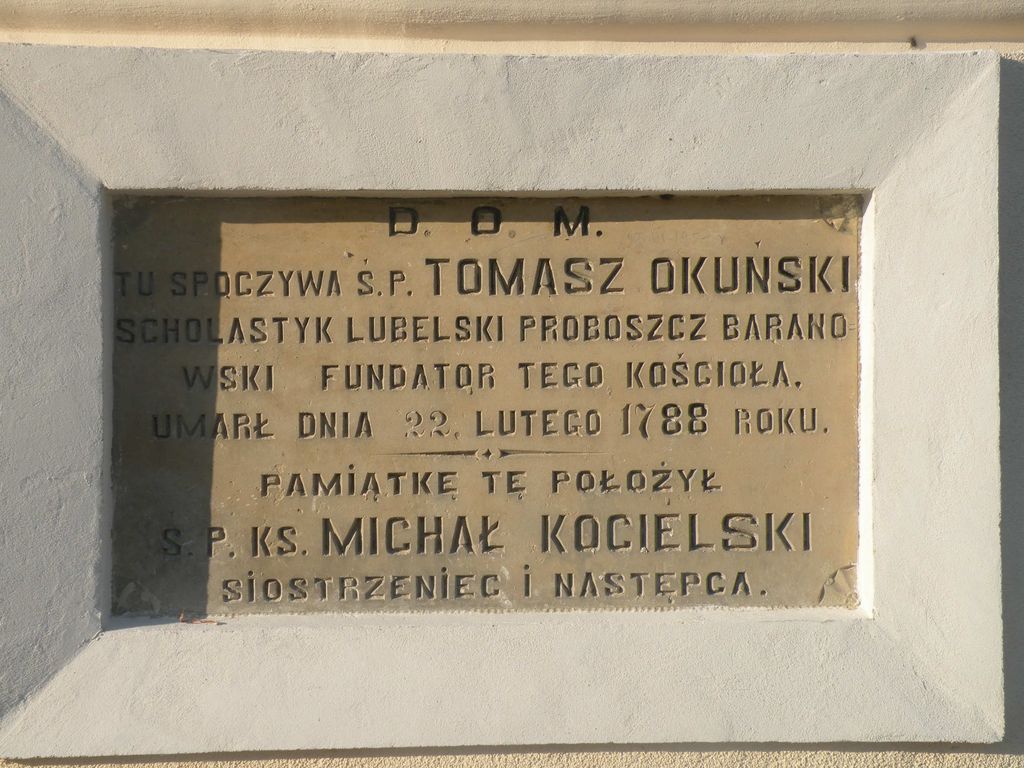 D. O. M.
TU SPOCZYWA Ś.P. TOMASZ OKUŃSKI
SCHOLASTYK LUBELSKI PROBOSZCZ BARANO=
WSKI FUNDATOR TEGO KOŚCIOŁA.
UMARŁ DNIA 22. LUTEGO 1788 ROKU.
PAMIĄTKĘ TĘ POŁOŻYŁ
Ś.P. KS. MICHAŁ KOCIELSKI
SIOSTRZENIEC I NASTĘPCA.